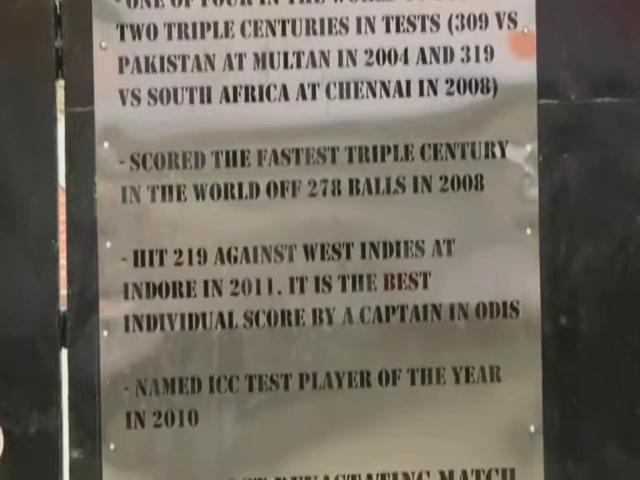 TWO TRIPLE CENTURIES IN TESTS (309 VS
PAKISTAN AT MULTAN IN 2004 AND 319
VS SOUTH AFRICA AT CHENNAI IN 2008)
- SCORED THE FASTEST TRIPLE CENTURY
IN THE WORLD OFF 278 BALLS IN 2008
- HIT 219 AGAINST WEST INDIES AT
INDORE IN 2011. IT IS THE BEST
INDIVIDUAL SCORE BY A CAPTAIN IN ODIS
- NAMED ICC TEST PLAYER OF THE YEAR
IN 2010
MATCH